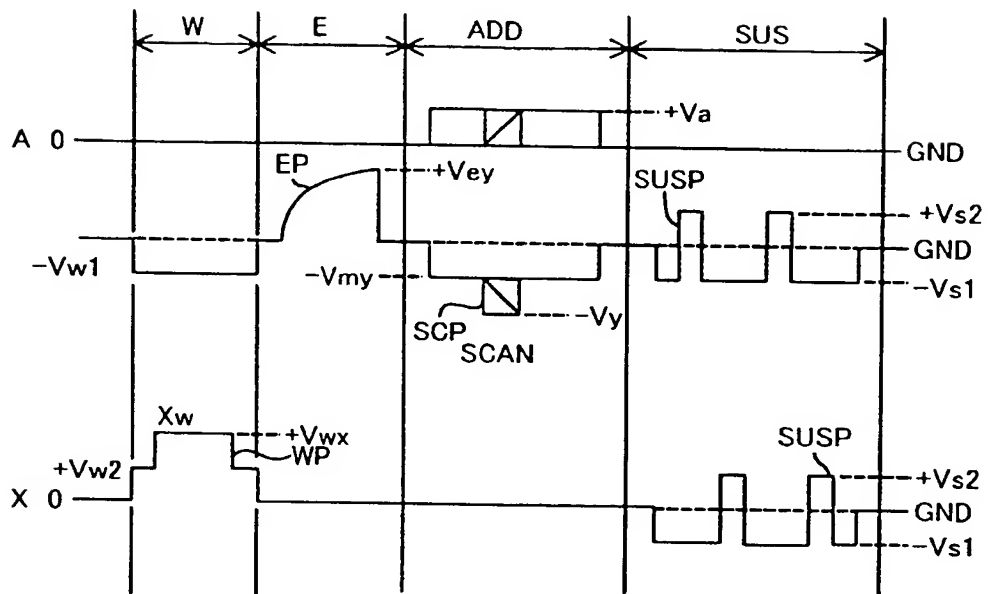 W E ADD SUS
+Va
A 0 GND
EP +Vey SUSP
+Vs2
GND
−Vw1 −Vmy −Vs1
SCP −Vy
SCAN
Xw +Vwx SUSP
+Vw2 WP +Vs2
X 0 GND
−Vs1